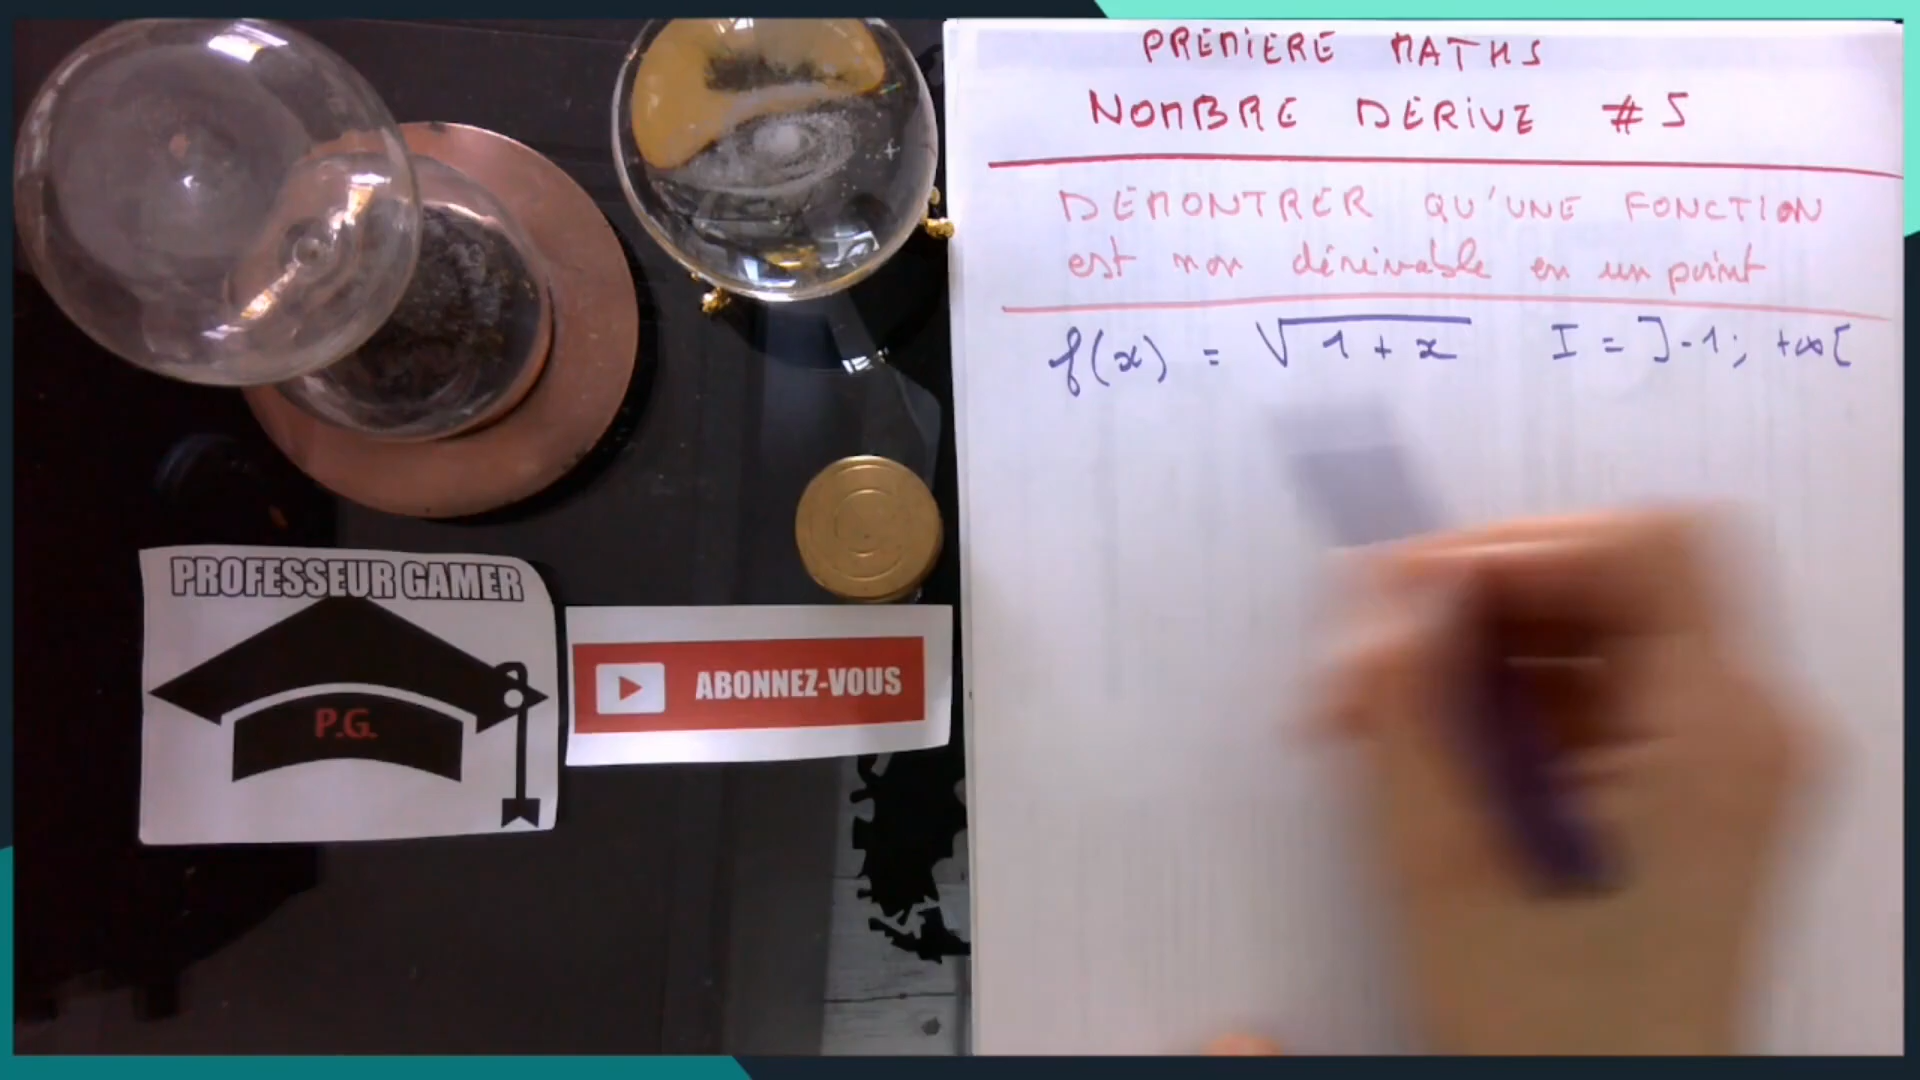 PREMIERE MATHS
NOMBRE DERIVE #5
DEMONTRER QU'UNE FONCTION
est non dérivable en un point
f(x) = √(1 + x) I = ]-1; +∞[
PROFESSEUR GAMER
P.G.
ABONNEZ-VOUS